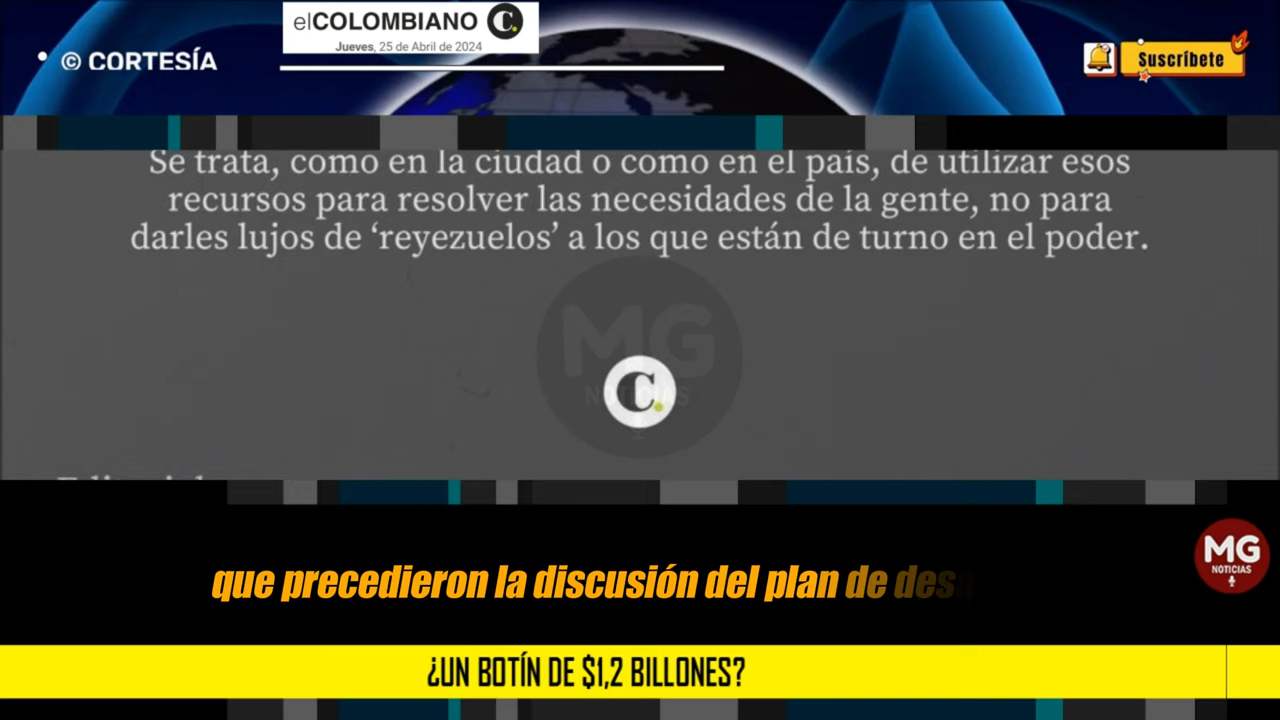 elCOLOMBIANO C.
Jueves, 25 de Abril de 2024
© CORTESÍA
Suscríbete
Se trata, como en la ciudad o como en el país, de utilizar esos
recursos para resolver las necesidades de la gente, no para
darles lujos de ‘reyezuelos’ a los que están de turno en el poder.
MG
NOTICIAS
C.
que precedieron la discusión del plan de des
MG
NOTICIAS
¿UN BOTÍN DE $1,2 BILLONES?